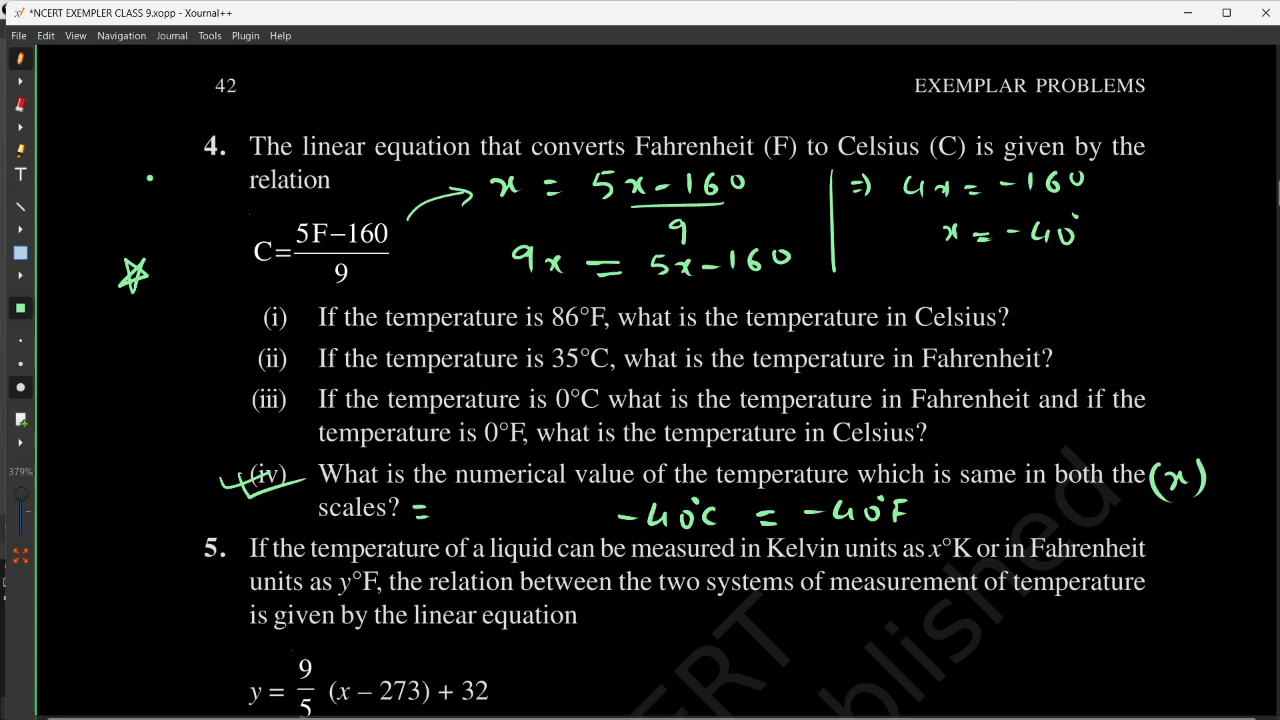 *NCERT EXEMPLER CLASS 9.xopp - Xournal++
File Edit View Navigation Journal Tools Plugin Help
42 EXEMPLAR PROBLEMS
4. The linear equation that converts Fahrenheit (F) to Celsius (C) is given by the
relation
x = 5x-160 / 9
⇒ 4x = -160
x = -40°
C = 5F–160 / 9
9x = 5x-160
(i) If the temperature is 86°F, what is the temperature in Celsius?
(ii) If the temperature is 35°C, what is the temperature in Fahrenheit?
(iii) If the temperature is 0°C what is the temperature in Fahrenheit and if the
temperature is 0°F, what is the temperature in Celsius?
(iv) What is the numerical value of the temperature which is same in both the (x)
scales? = -40°C = -40°F
5. If the temperature of a liquid can be measured in Kelvin units as x°K or in Fahrenheit
units as y°F, the relation between the two systems of measurement of temperature
is given by the linear equation
y = 9/5 (x – 273) + 32
379%